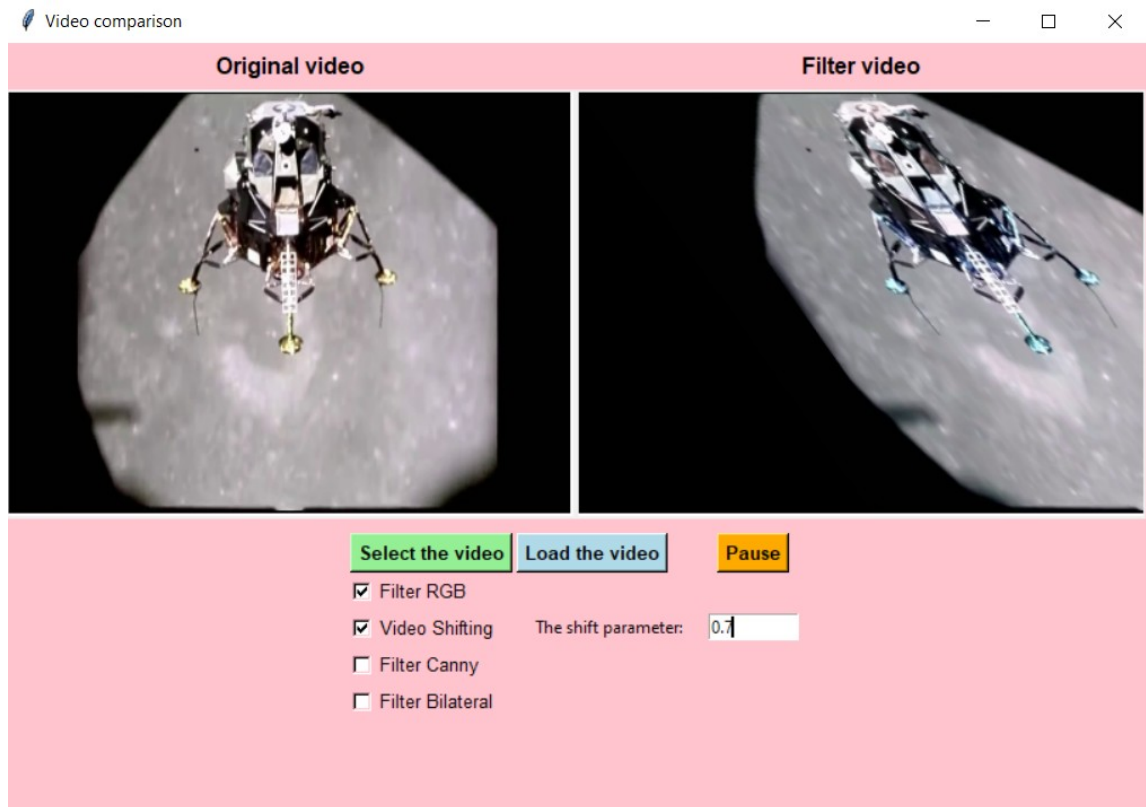 Video comparison
Original video
Filter video
Select the video
Load the video
Pause
Filter RGB
Video Shifting
The shift parameter:
0.7
Filter Canny
Filter Bilateral